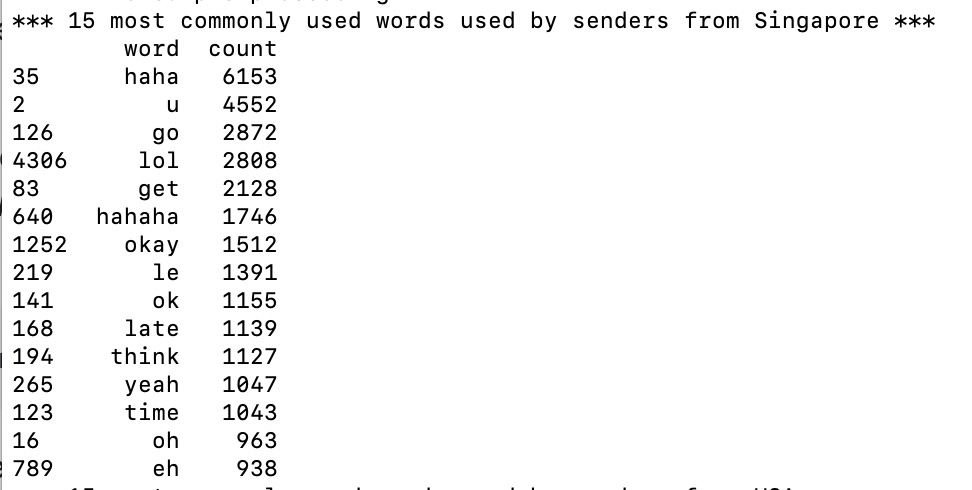 *** 15 most commonly used words used by senders from Singapore ***
word count
35 haha 6153
2 u 4552
126 go 2872
4306 lol 2808
83 get 2128
640 hahaha 1746
1252 okay 1512
219 le 1391
141 ok 1155
168 late 1139
194 think 1127
265 yeah 1047
123 time 1043
16 oh 963
789 eh 938